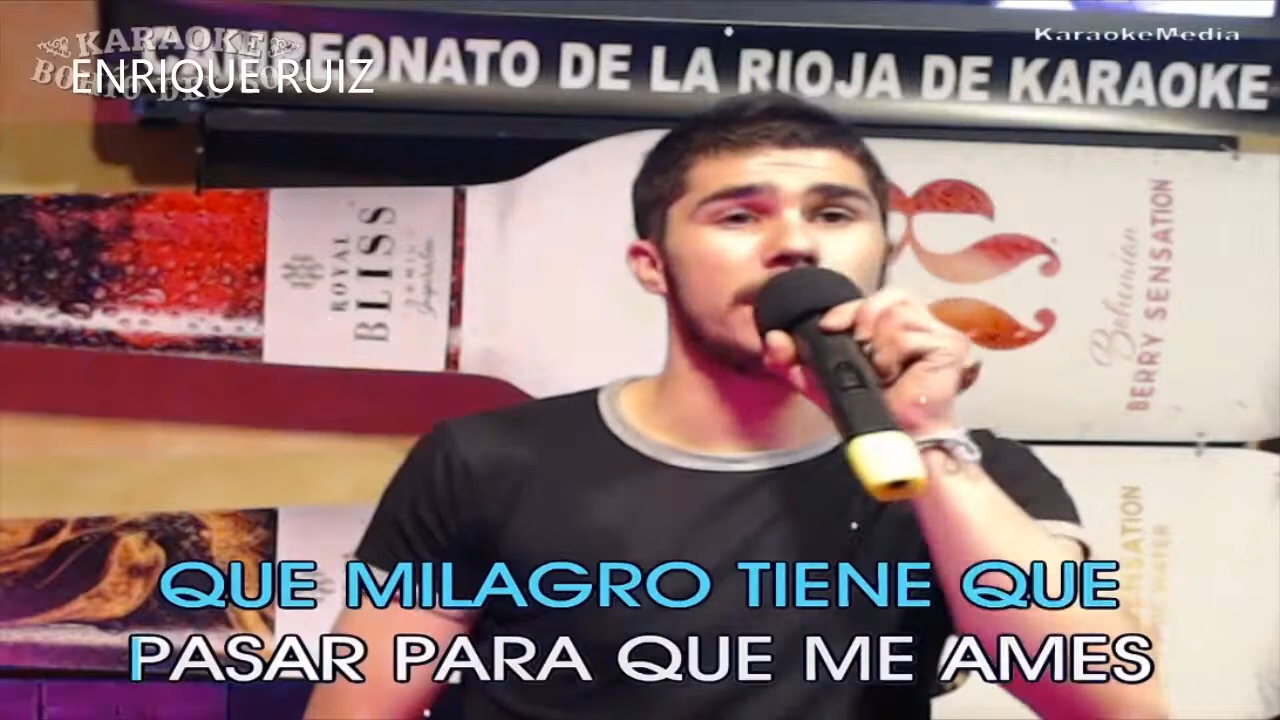 KARAOKE
ENRIQUE RUIZ
KaraokeMedia
ONATO DE LA RIOJA DE KARAOKE
ROYAL
BLISS
Bohemian
BERRY SENSATION
QUE MILAGRO TIENE QUE
PASAR PARA QUE ME AMES